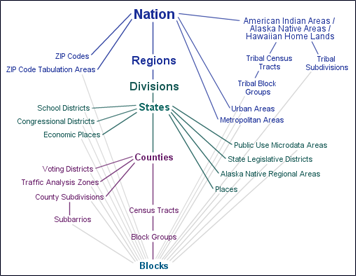 Nation
American Indian Areas /
Alaska Native Areas /
Hawaiian Home Lands
ZIP Codes
ZIP Code Tabulation Areas
Regions
Tribal Census
Tracts
Tribal
Subdivisions
Divisions
Tribal Block
Groups
School Districts
States
Urban Areas
Congressional Districts
Metropolitan Areas
Economic Places
Public Use Microdata Areas
Counties
State Legislative Districts
Voting Districts
Alaska Native Regional Areas
Traffic Analysis Zones
Places
County Subdivisions
Census Tracts
Subbarrios
Block Groups
Blocks